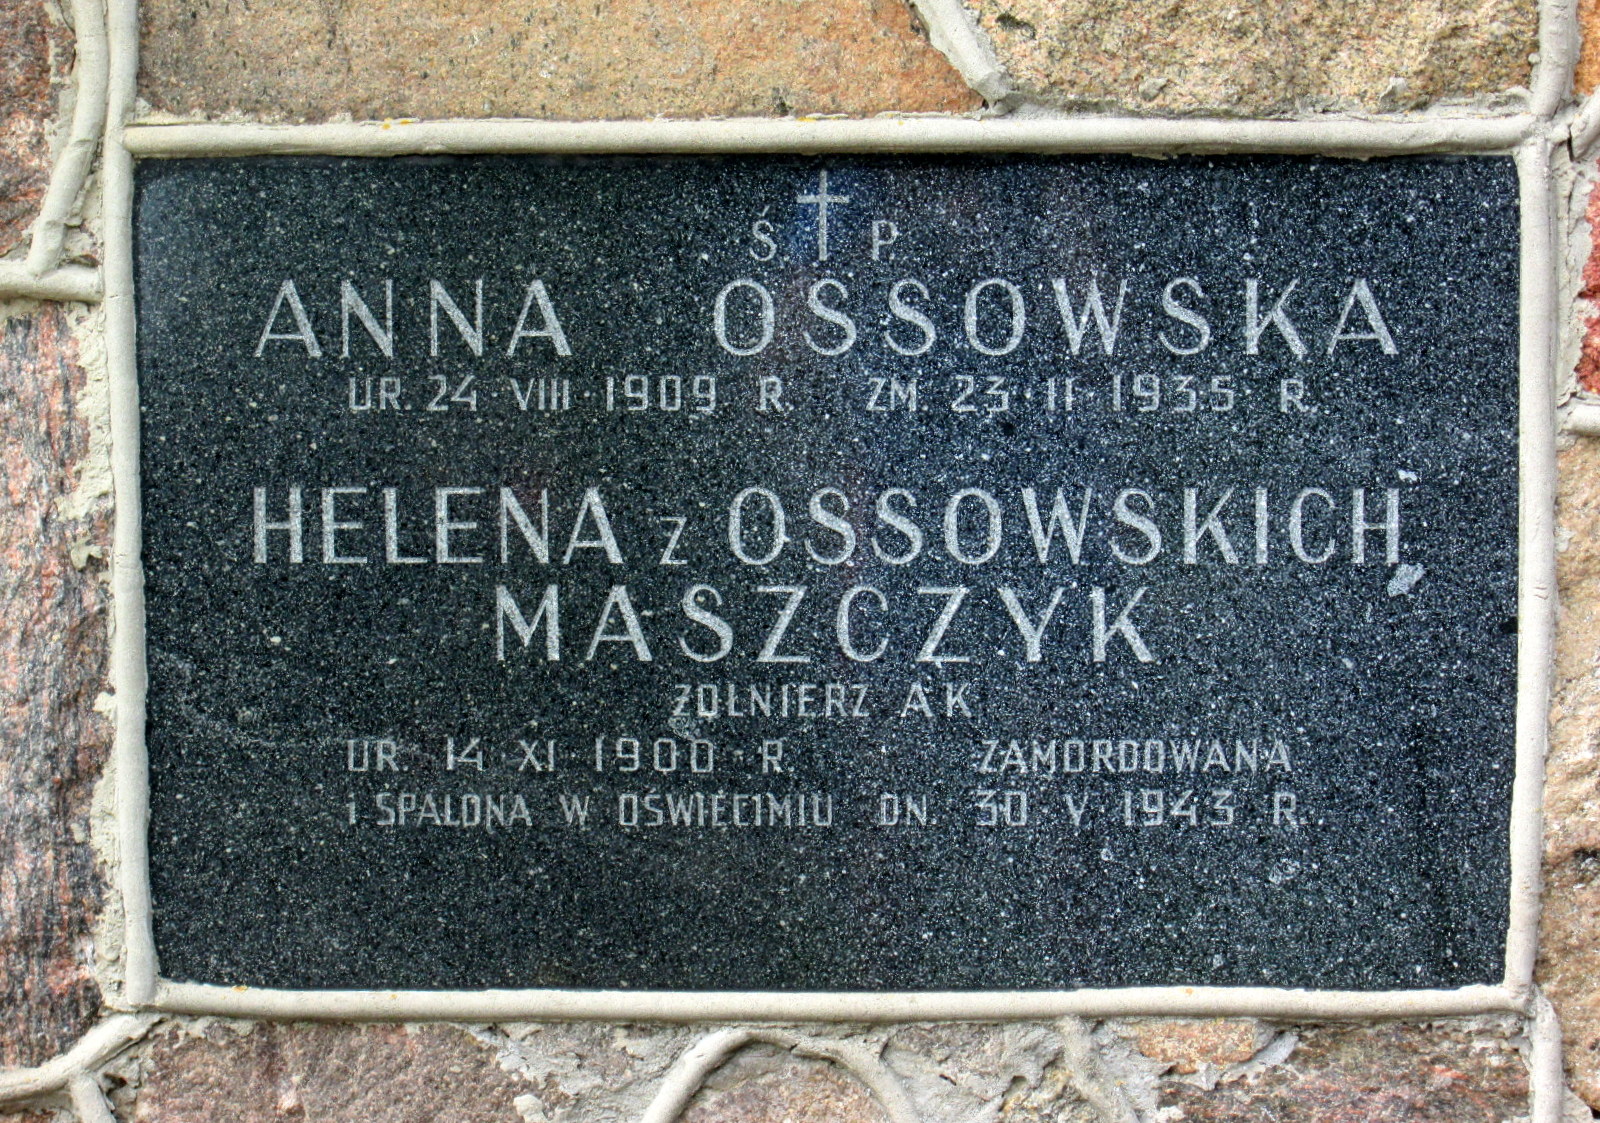 Ś P
ANNA OSSOWSKA
UR. 24 · VIII · 1909 R. ZM. 23 · II · 1935 R.
HELENA z OSSOWSKICH
MASZCZYK
ŻOŁNIERZ AK
UR. 14 XI 1900 R. ZAMORDOWANA
I SPALONA W OŚWIĘCIMIU DN. 30 V 1943 R.